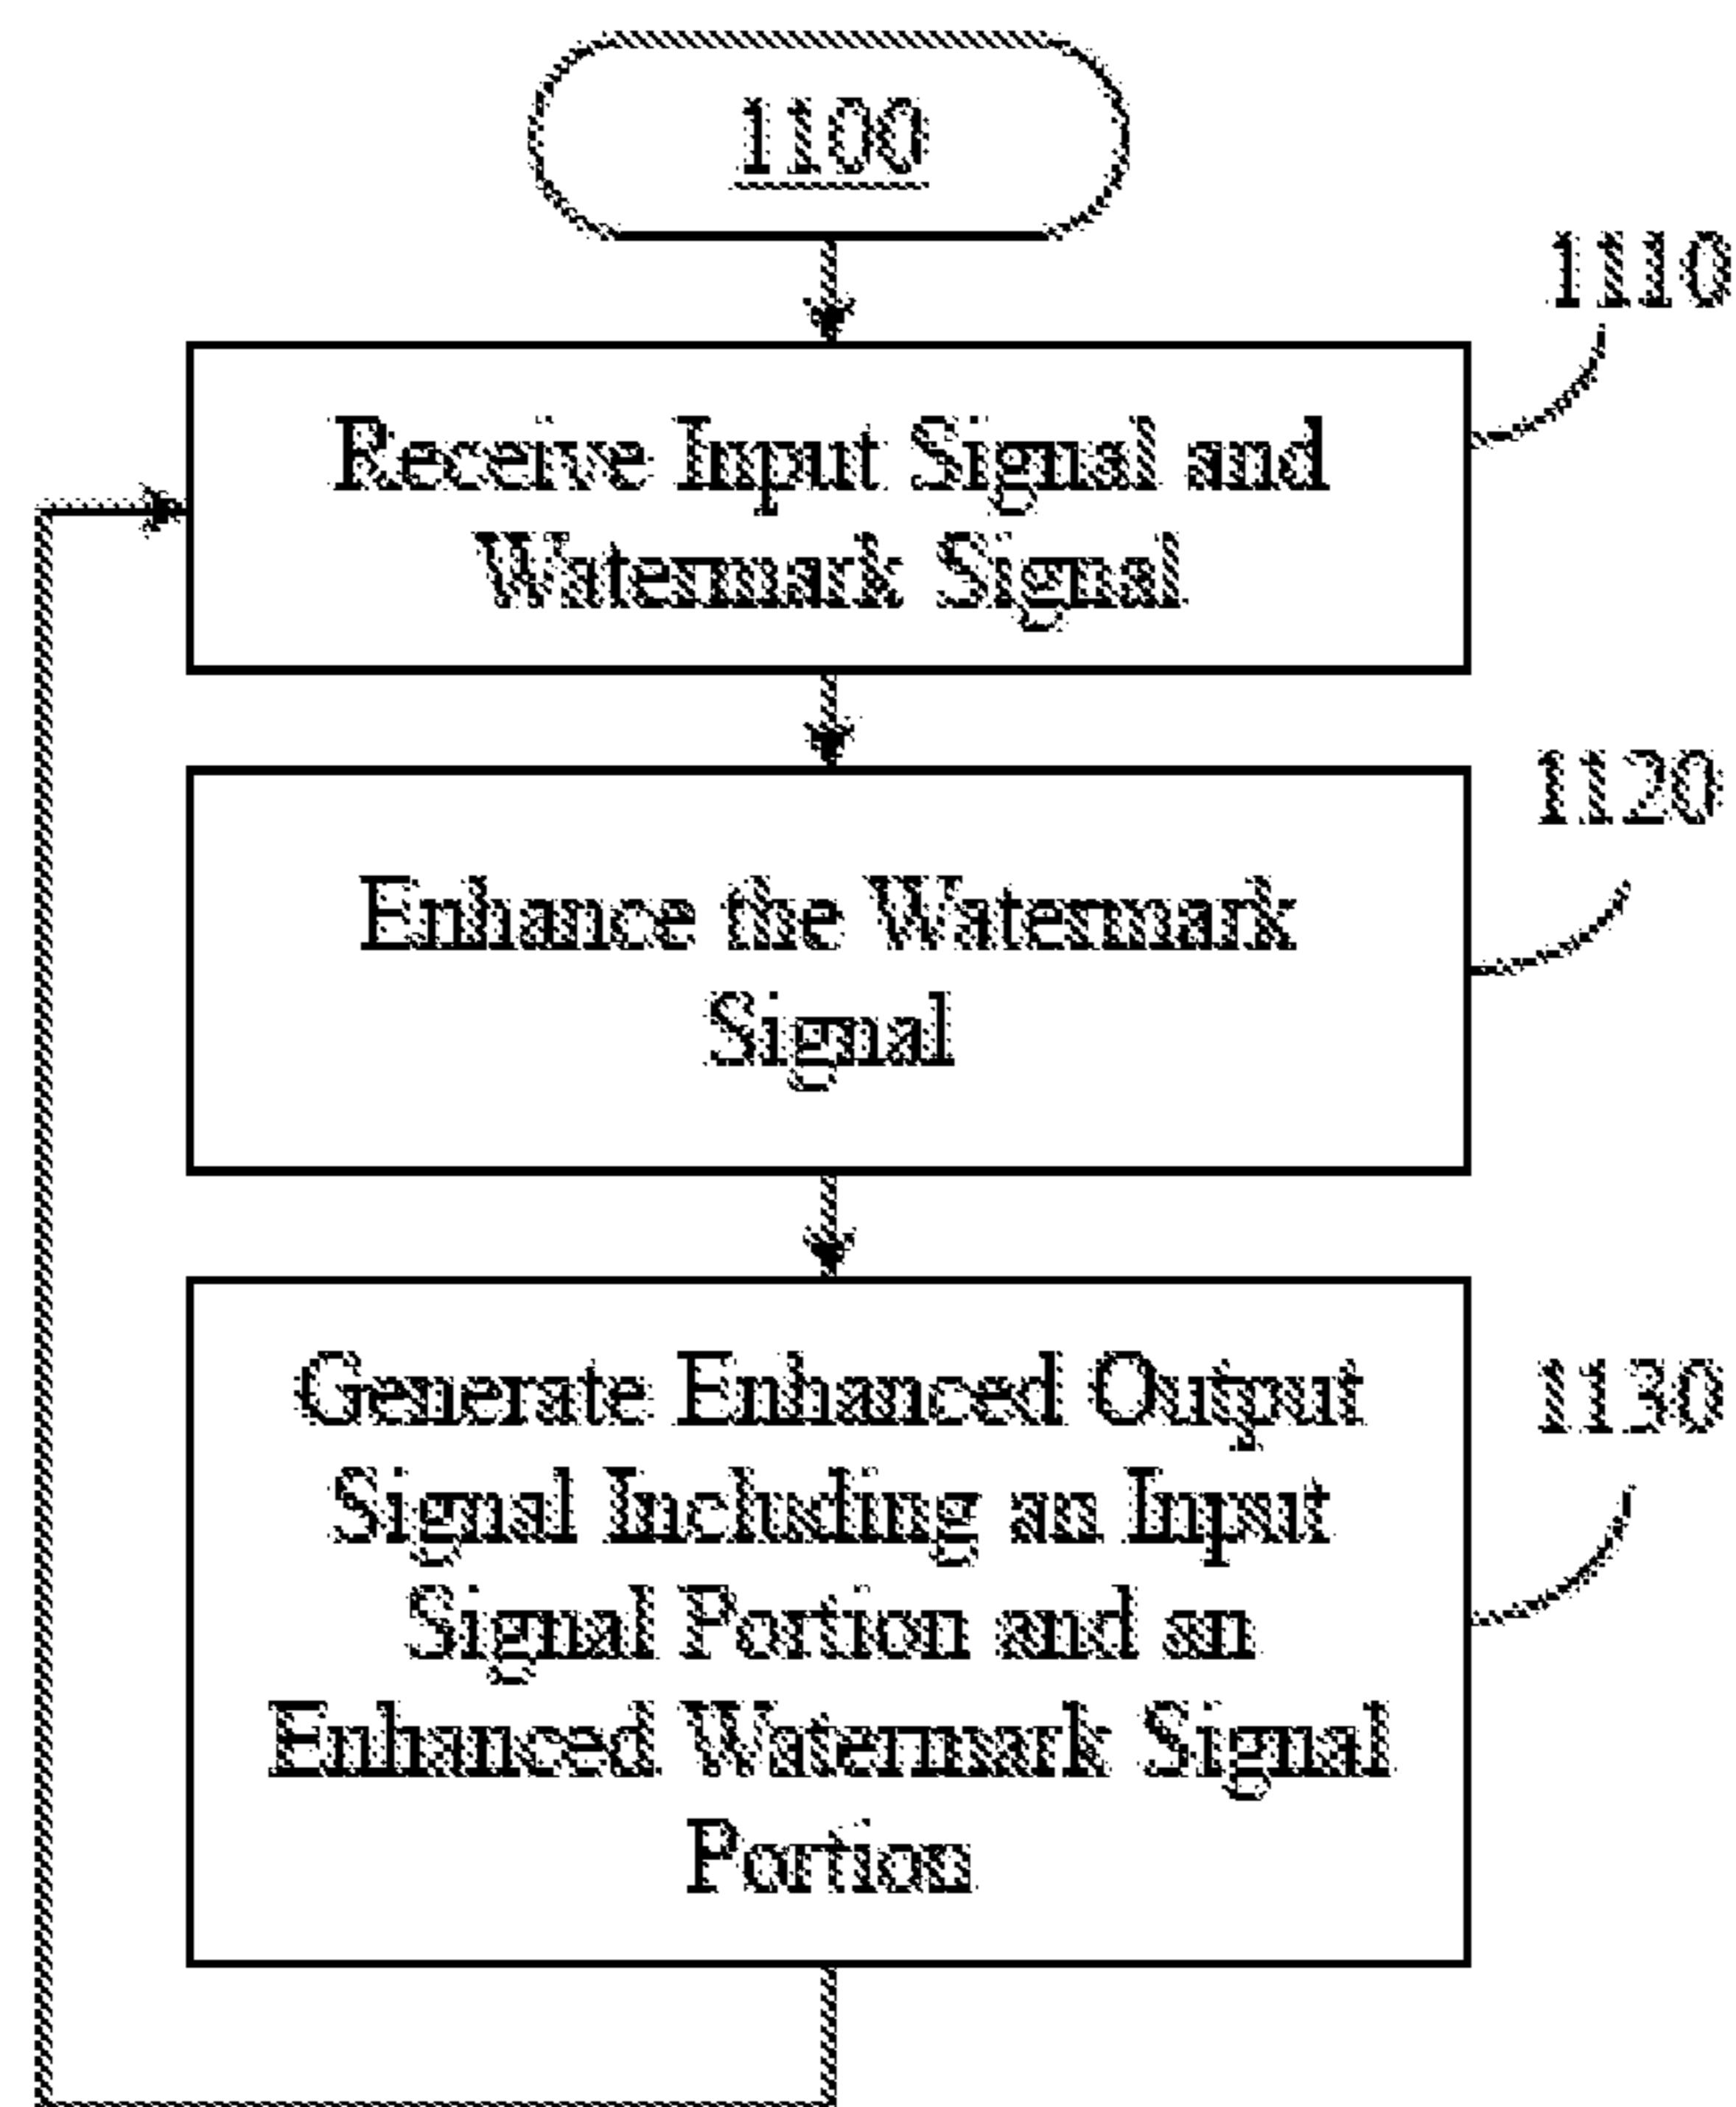 1100
1110
Receive Input Signal and
Watermark Signal
1120
Enhance the Watermark
Signal
1130
Generate Enhanced Output
Signal Including an Input
Signal Portion and an
Enhanced Watermark Signal
Portion